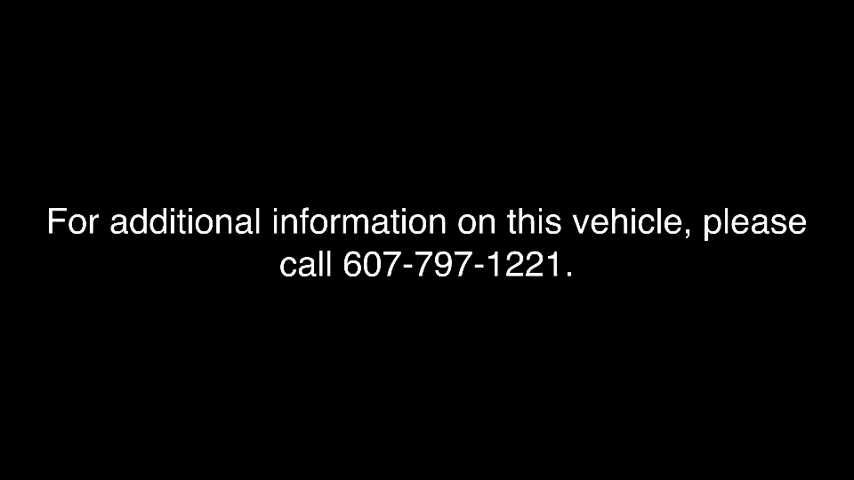 For additional information on this vehicle, please
call 607-797-1221.